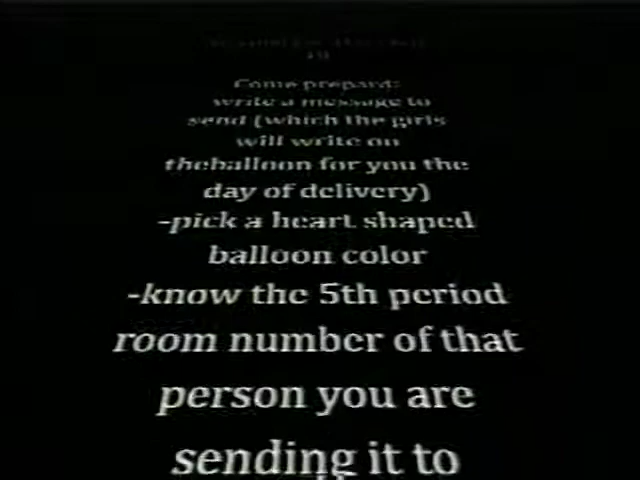 Come prepard:
write a message to
send (which the girls
will write on
theballoon for you the
day of delivery)
-pick a heart shaped
balloon color
-know the 5th period
room number of that
person you are
sending it to